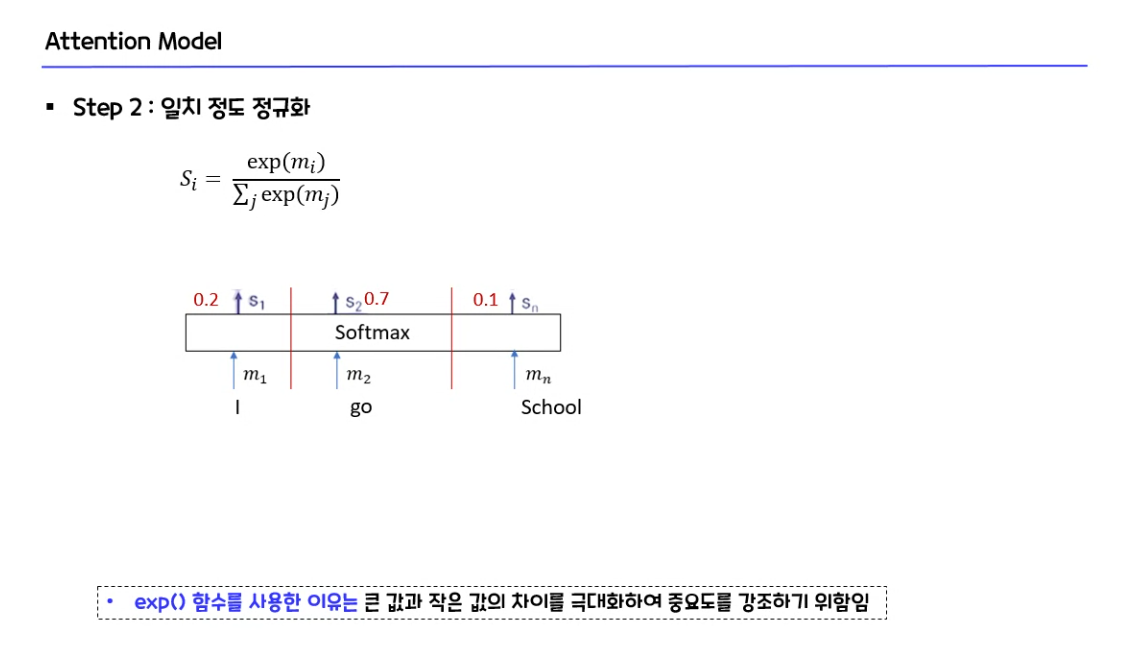 Attention Model
▪ Step 2 : 일치 정도 정규화
S_i = exp(m_i) / ∑_j exp(m_j)
0.2 s_1 s_2 0.7 0.1 s_n
Softmax
m_1 m_2 m_n
I go School
• exp() 함수를 사용한 이유는 큰 값과 작은 값의 차이를 극대화하여 중요도를 강조하기 위함임